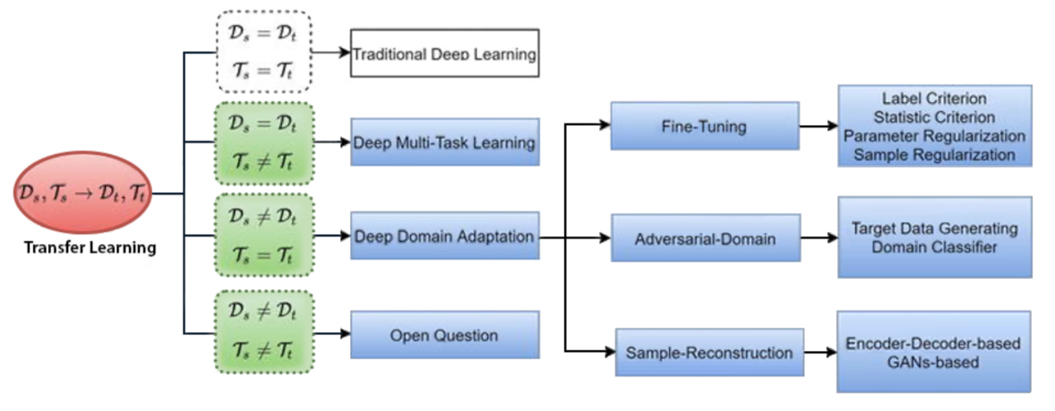 𝒟ₛ, 𝒯ₛ → 𝒟ₜ, 𝒯ₜ
Transfer Learning
𝒟ₛ = 𝒟ₜ
𝒯ₛ = 𝒯ₜ
Traditional Deep Learning
𝒟ₛ = 𝒟ₜ
𝒯ₛ ≠ 𝒯ₜ
Deep Multi-Task Learning
𝒟ₛ ≠ 𝒟ₜ
𝒯ₛ = 𝒯ₜ
Deep Domain Adaptation
𝒟ₛ ≠ 𝒟ₜ
𝒯ₛ ≠ 𝒯ₜ
Open Question
Fine-Tuning
Label Criterion
Statistic Criterion
Parameter Regularization
Sample Regularization
Adversarial-Domain
Target Data Generating
Domain Classifier
Sample-Reconstruction
Encoder-Decoder-based
GANs-based